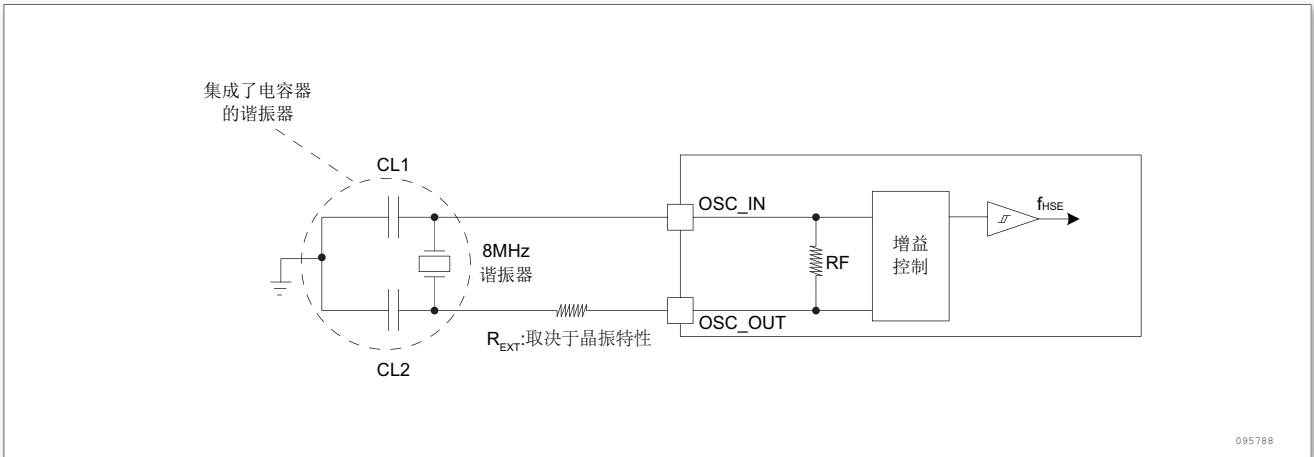 集成了电容器
的谐振器
CL1
OSC_IN
fHSE
8MHz
谐振器
RF
增益
控制
OSC_OUT
REXT:取决于晶振特性
CL2
095788